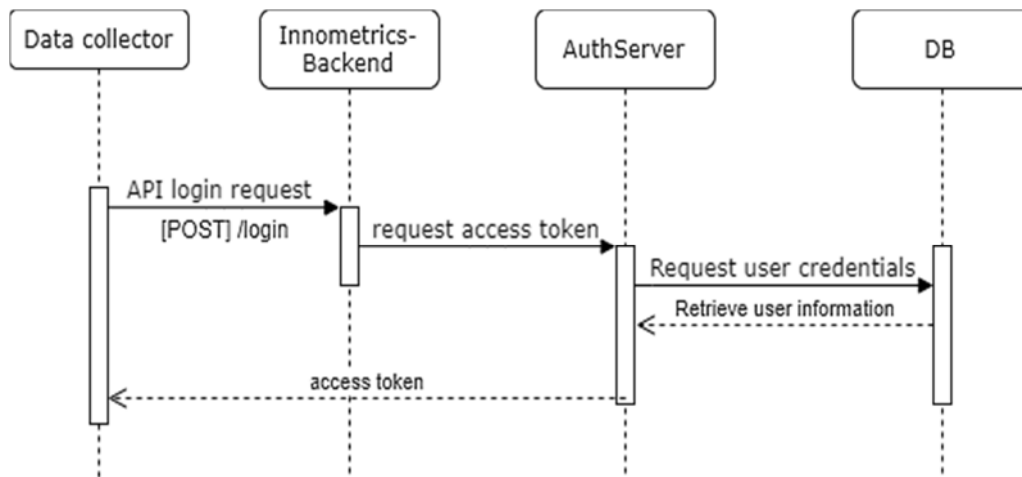 Data collector
Innometrics-
Backend
AuthServer
DB
API login request
[POST] /login
request access token
Request user credentials
Retrieve user information
access token